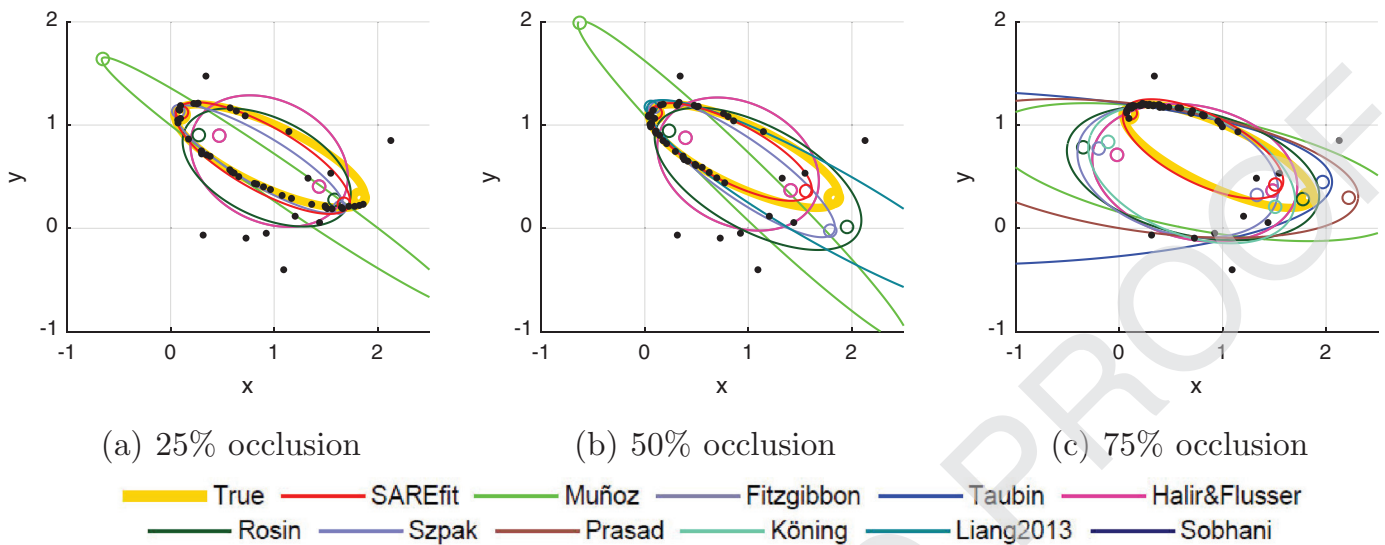 2
2
2
1
1
1
y
y
y
0
0
0
-1
-1
-1
-1
0
1
2
-1
0
1
2
-1
0
1
2
x
x
x
(a) 25% occlusion
(b) 50% occlusion
(c) 75% occlusion
True
SAREfit
Muñoz
Fitzgibbon
Taubin
Halir&Flusser
Rosin
Szpak
Prasad
Köning
Liang2013
Sobhani
PROOF